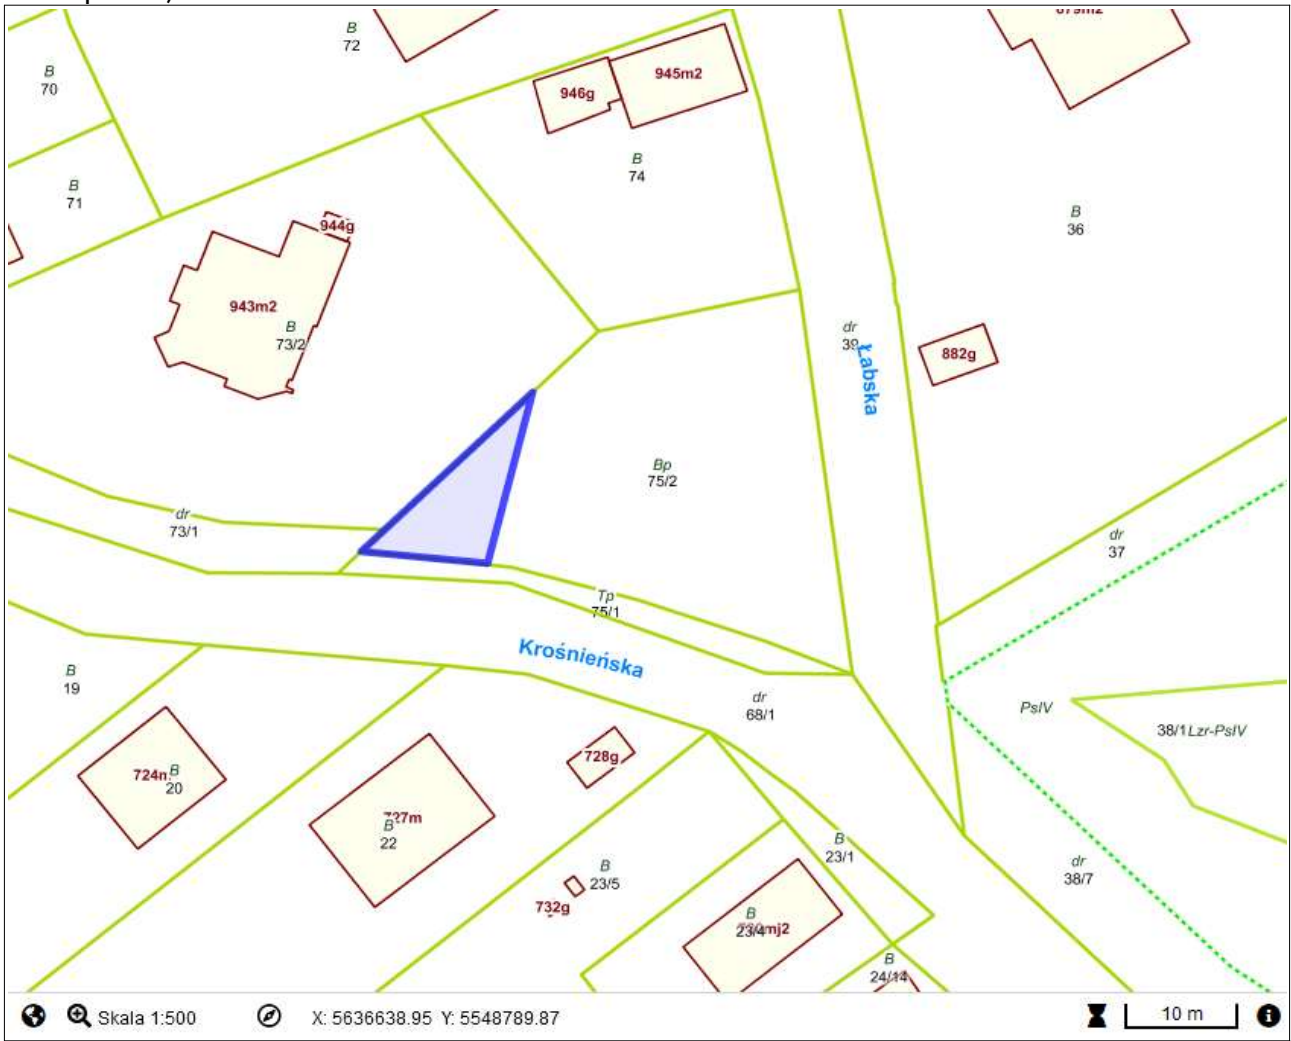 B
72
879m2
B
70
945m2
946g
B
74
B
71
B
36
944g
943m2
B
73/2
dr
39
Łabska
882g
Bp
75/2
dr
73/1
dr
37
Tp
75/1
Krośnieńska
B
19
dr
68/1
PsIV
38/1 Lzr-PsIV
728g
B
20
727m
B
22
B
23/1
B
23/5
dr
38/7
732g
B
23/4
B
24/14
Skala 1:500
X: 5636638.95 Y: 5548789.87
10 m